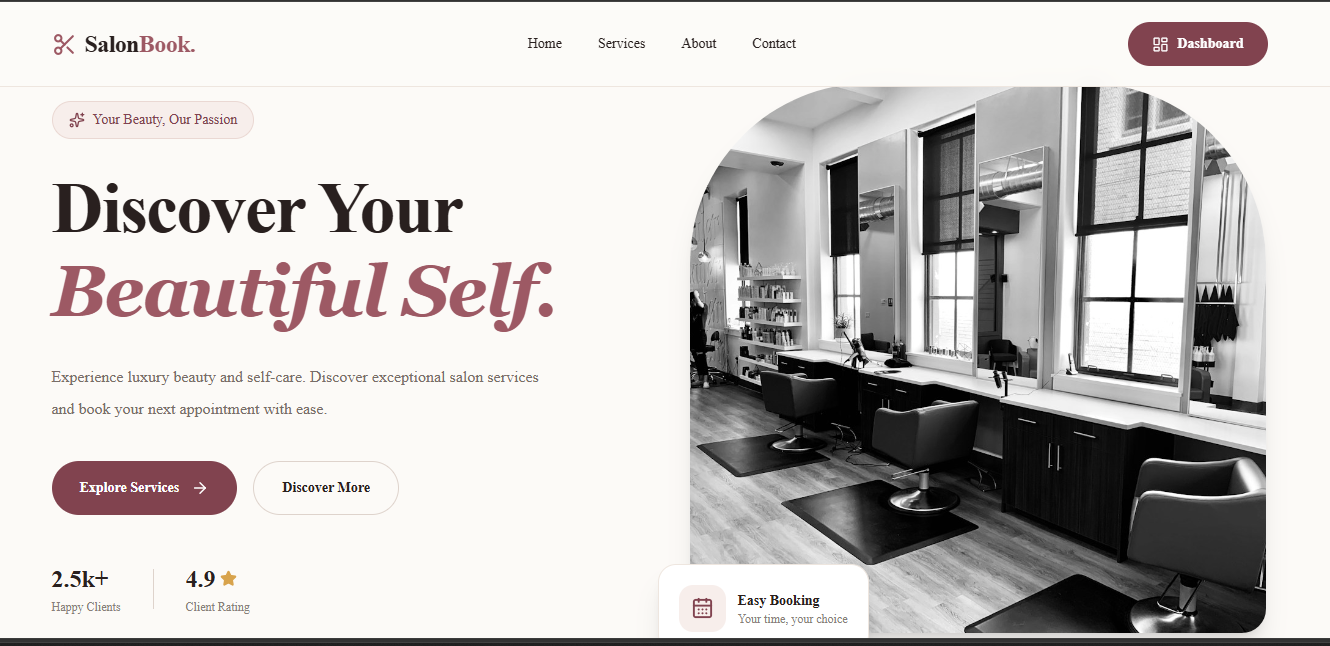 SalonBook.
Home
Services
About
Contact
Dashboard
Your Beauty, Our Passion
Discover Your
Beautiful Self.
Experience luxury beauty and self-care. Discover exceptional salon services
and book your next appointment with ease.
Explore Services
Discover More
2.5k+
Happy Clients
4.9
Client Rating
Easy Booking
Your time, your choice